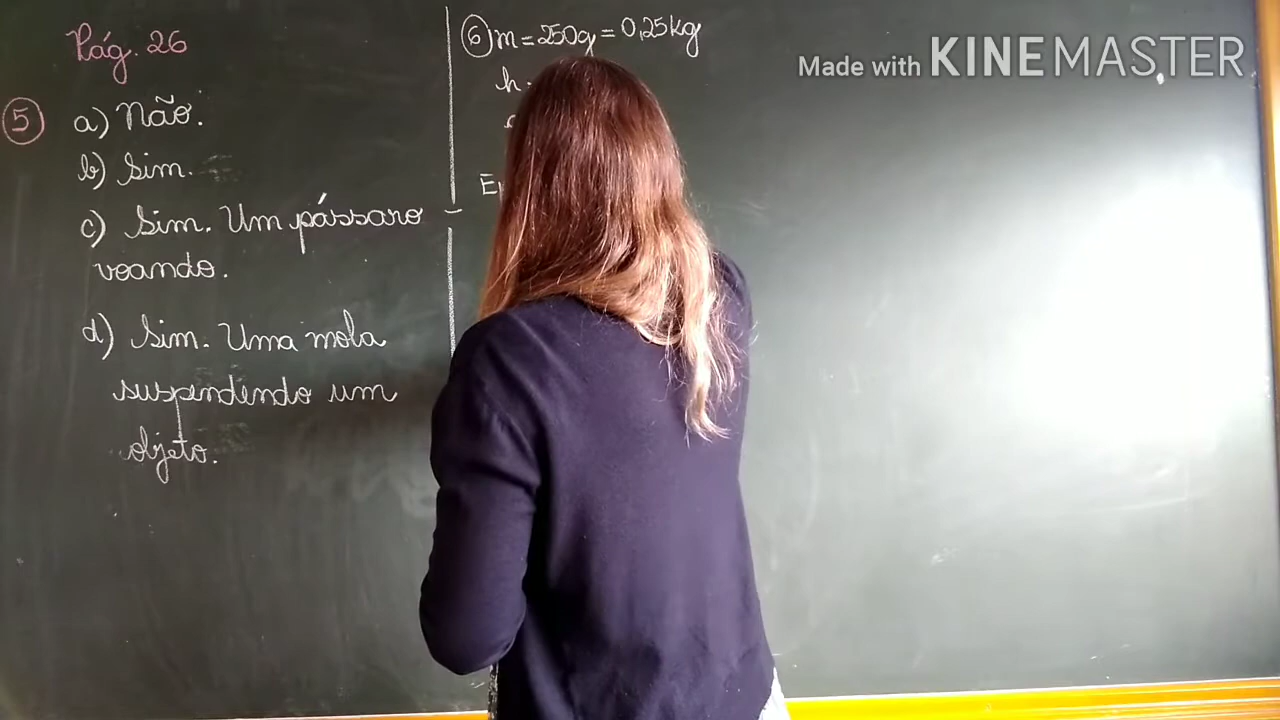 Pág. 26
5 a) Não.
b) Sim.
c) Sim. Um pássaro
voando.
d) Sim. Uma mola
suspendendo um
objeto.
6 m = 250g = 0,25kg
h
Made with KINEMASTER